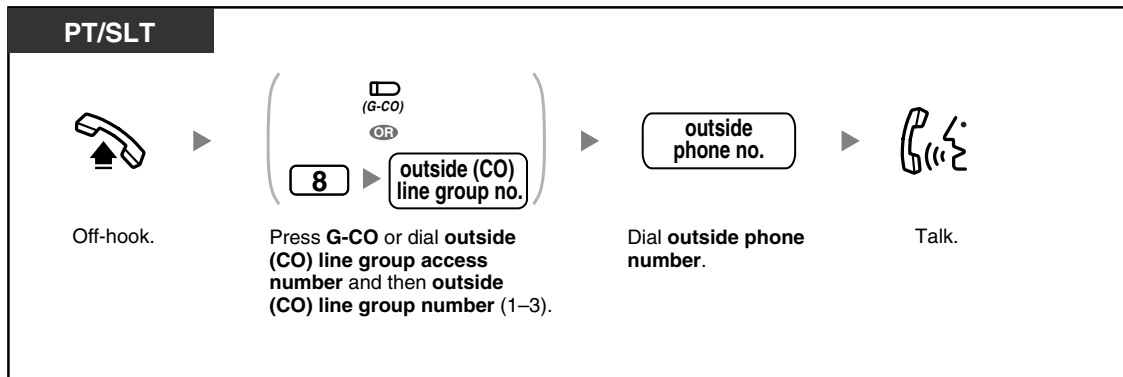 PT/SLT
(G-CO)
OR
8
outside (CO)
line group no.
outside
phone no.
Off-hook.
Press G-CO or dial outside
(CO) line group access
number and then outside
(CO) line group number (1–3).
Dial outside phone
number.
Talk.